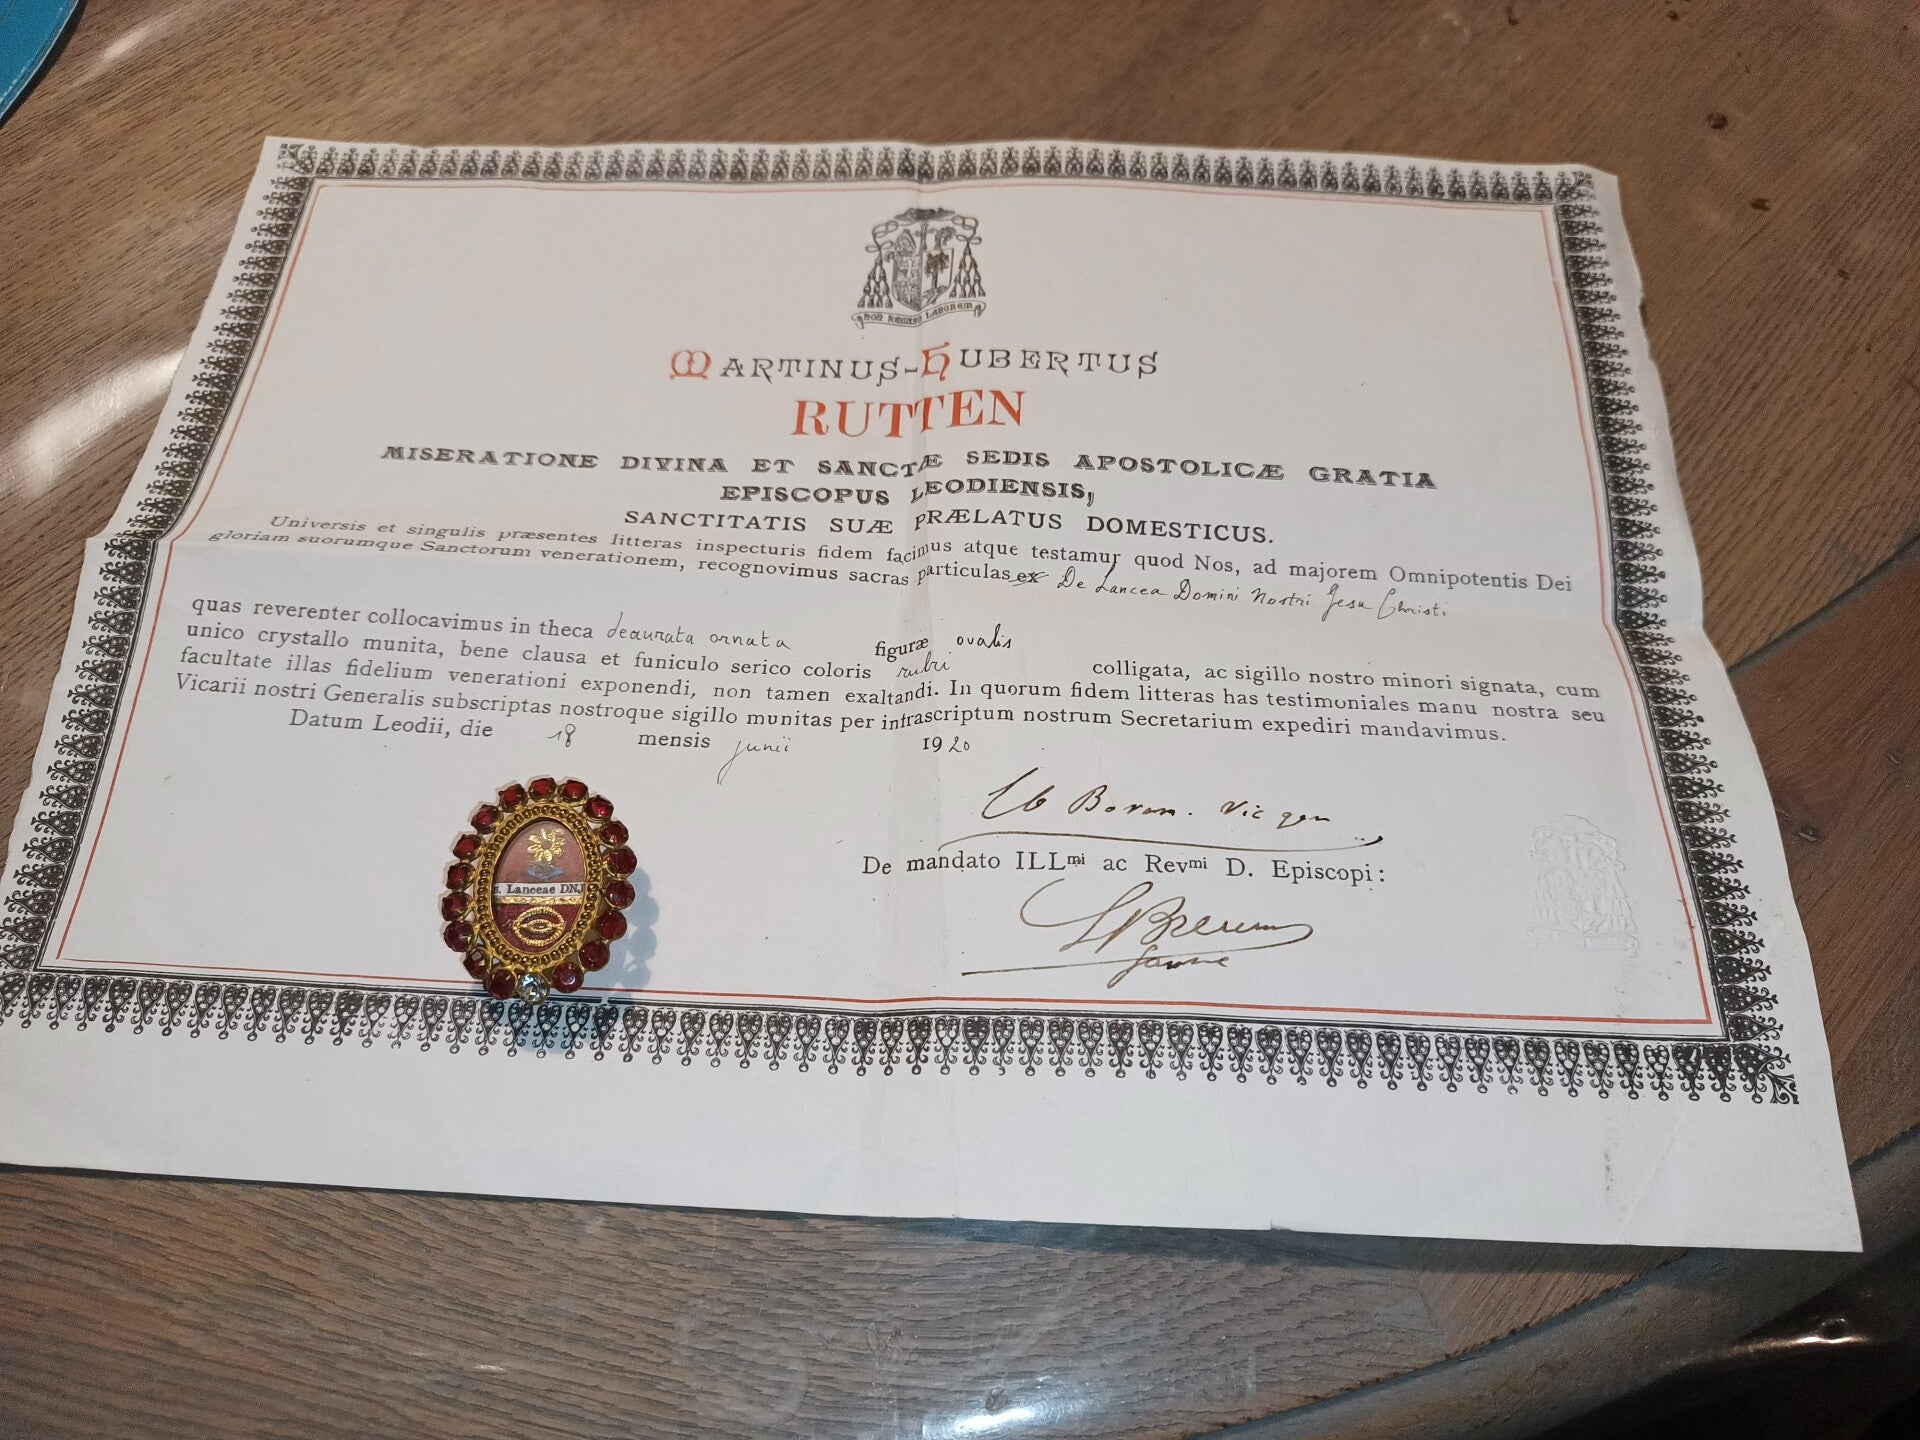 NON RECUSO LABOREM
MARTINUS-HUBERTUS
RUTTEN
MISERATIONE DIVINA ET SANCTÆ SEDIS APOSTOLICÆ GRATIA
EPISCOPUS LEODIENSIS,
SANCTITATIS SUÆ PRÆLATUS DOMESTICUS.
Universis et singulis præsentes litteras inspecturis fidem facimus atque testamur quod Nos, ad majorem Omnipotentis Dei
gloriam suorumque Sanctorum venerationem, recognovimus sacras particulas ex De Lancea Domini Nostri Jesu Christi
quas reverenter collocavimus in theca deaurata ornata figuræ ovalis
unico crystallo munita, bene clausa et funiculo serico coloris rubri colligata, ac sigillo nostro minori signata, cum
facultate illas fidelium venerationi exponendi, non tamen exaltandi. In quorum fidem litteras has testimoniales manu nostra seu
Vicarii nostri Generalis subscriptas nostroque sigillo munitas per infrascriptum nostrum Secretarium expediri mandavimus.
Datum Leodii, die 18 mensis junii 1920
Vic gen
De mandato ILLmi ac Revmi D. Episcopi:
s. Lanceae DNJ